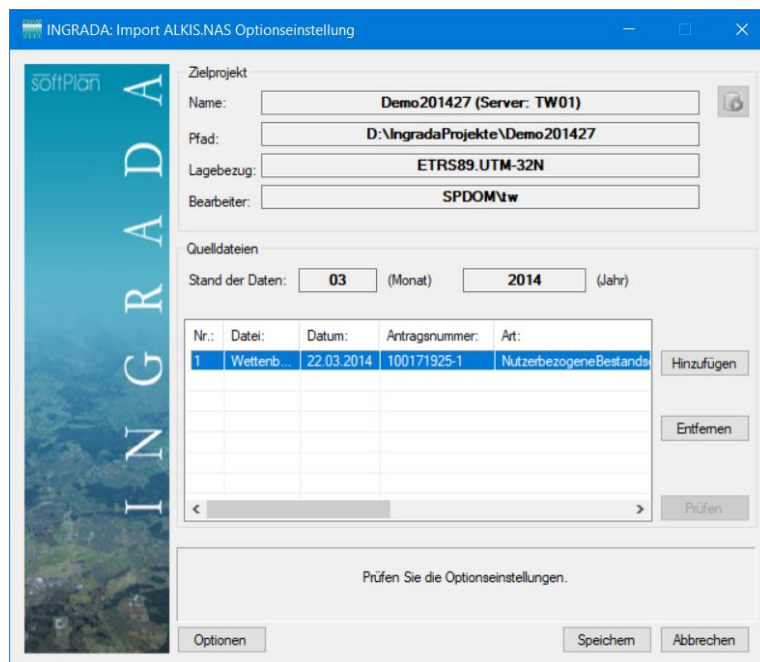 INGRADA: Import ALKIS.NAS Optionseinstellung
softPlan
INGRADA
Zielprojekt
Name: Demo201427 (Server: TW01)
Pfad: D:\IngradaProjekte\Demo201427
Lagebezug: ETRS89.UTM-32N
Bearbeiter: SPDOM\tw
Quelldateien
Stand der Daten: 03 (Monat) 2014 (Jahr)
Nr.: Datei: Datum: Antragsnummer: Art:
1 Wettenb... 22.03.2014 100171925-1 NutzerbezogeneBestands
Hinzufügen
Entfernen
Prüfen
Prüfen Sie die Optionseinstellungen.
Optionen Speichern Abbrechen